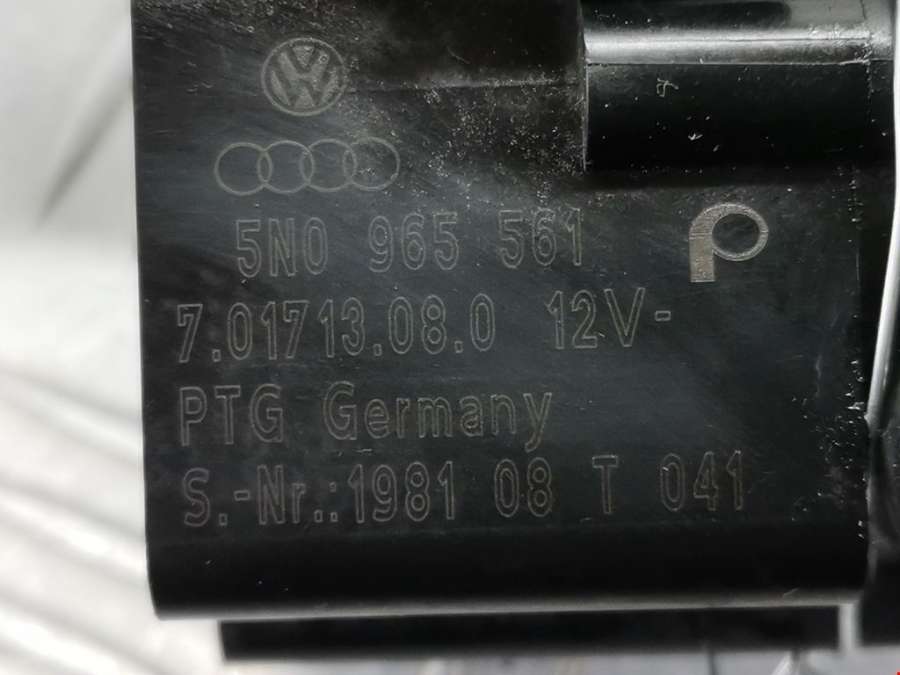 5N0 965 561
7.01713.08.0 12V-
PTG Germany
S.-Nr.:1981 08 T 041